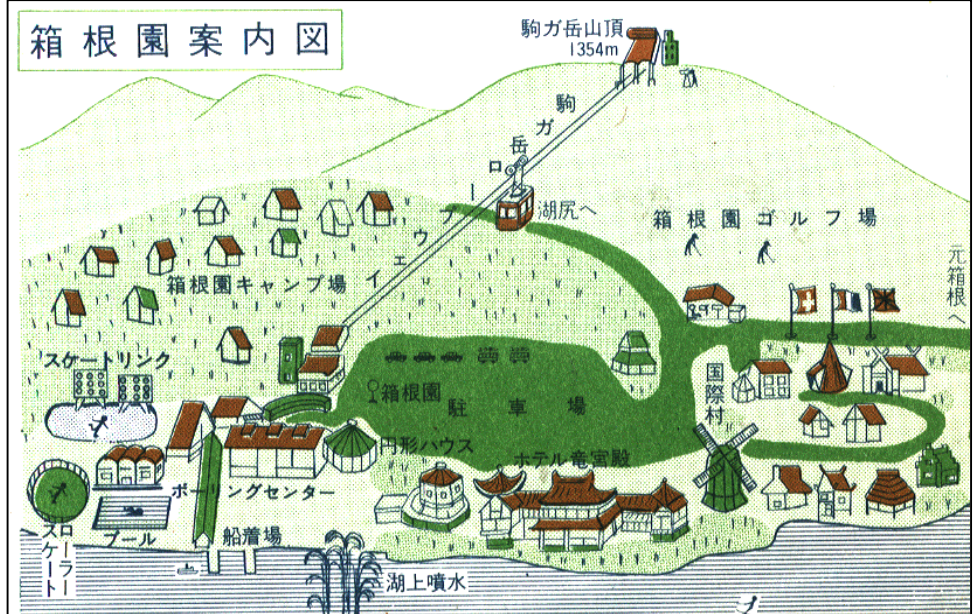 箱根園案内図
駒ガ岳山頂
1354m
駒ガ岳ロープウェイ
湖尻へ
箱根園ゴルフ場
元箱根へ
箱根園キャンプ場
スケートリンク
箱根園
駐車場
国際村
円形ハウス
ホテル竜宮殿
ボーリングセンター
プール
船着場
ローラー
スケート
湖上噴水